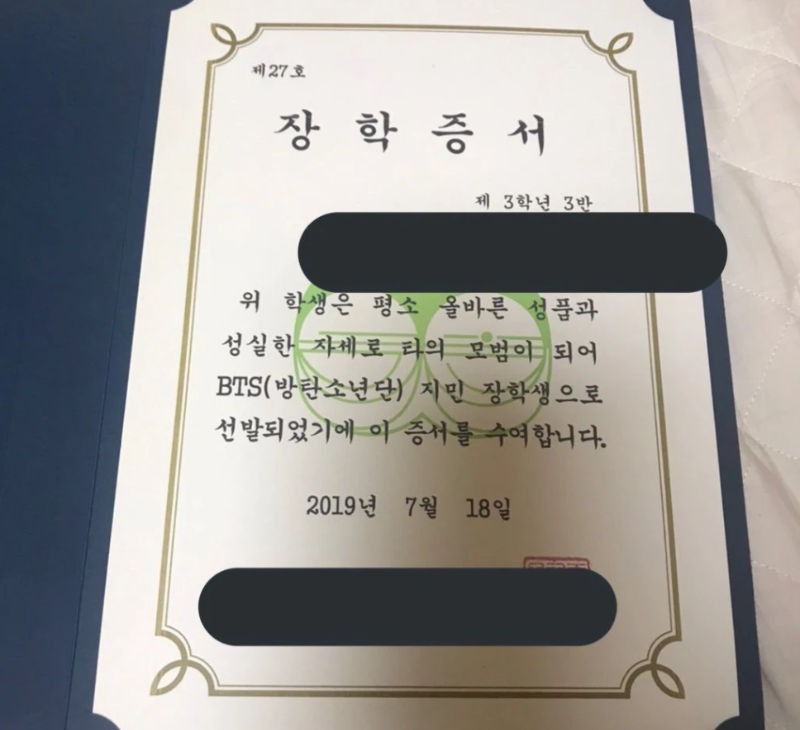 제27호
장 학 증 서
제 3학년 3반
위 학생은 평소 올바른 성품과
성실한 자세로 타의 모범이 되어
BTS(방탄소년단) 지민 장학생으로
선발되었기에 이 증서를 수여합니다.
2019년 7월 18일